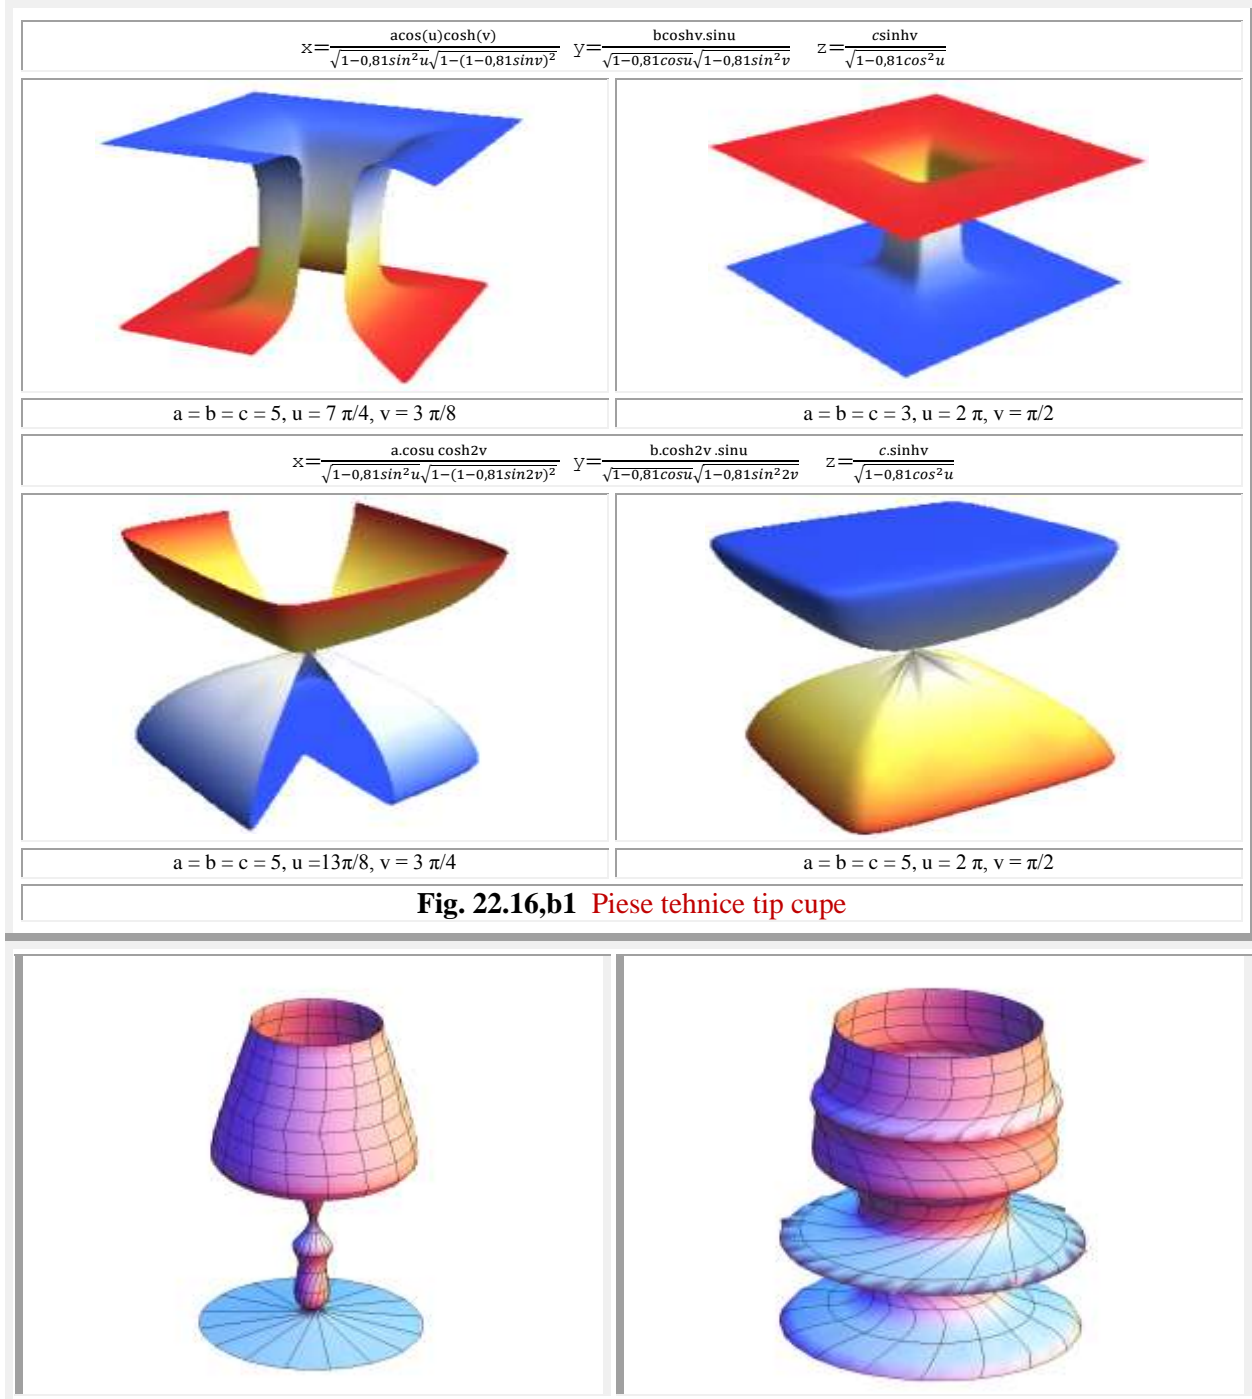 x=acos(u)cosh(v)/√1−0,81sin²u√1−(1−0,81sinv)² y=bcoshv.sinu/√1−0,81cosu√1−0,81sin²v z=csinhv/√1−0,81cos²u
a = b = c = 5, u = 7 π/4, v = 3 π/8
a = b = c = 3, u = 2 π, v = π/2
x=a.cosu cosh2v/√1−0,81sin²u√1−(1−0,81sin2v)² y=b.cosh2v .sinu/√1−0,81cosu√1−0,81sin²2v z=c.sinhv/√1−0,81cos²u
a = b = c = 5, u =13π/8, v = 3 π/4
a = b = c = 5, u = 2 π, v = π/2
Fig. 22.16,b1 Piese tehnice tip cupe